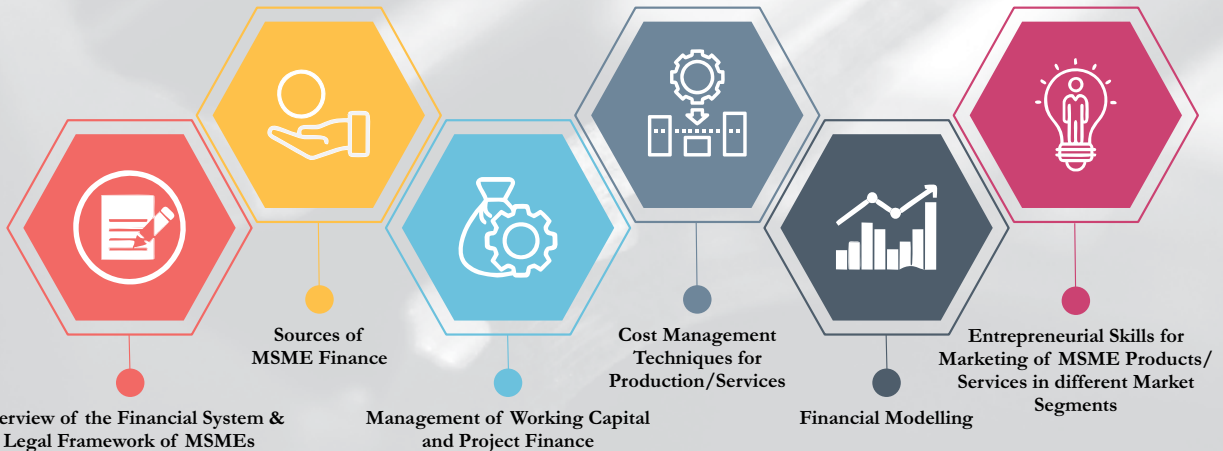 erview of the Financial System &
Legal Framework of MSMEs
Sources of
MSME Finance
Management of Working Capital
and Project Finance
Cost Management
Techniques for
Production/Services
Financial Modelling
Entrepreneurial Skills for
Marketing of MSME Products/
Services in different Market
Segments